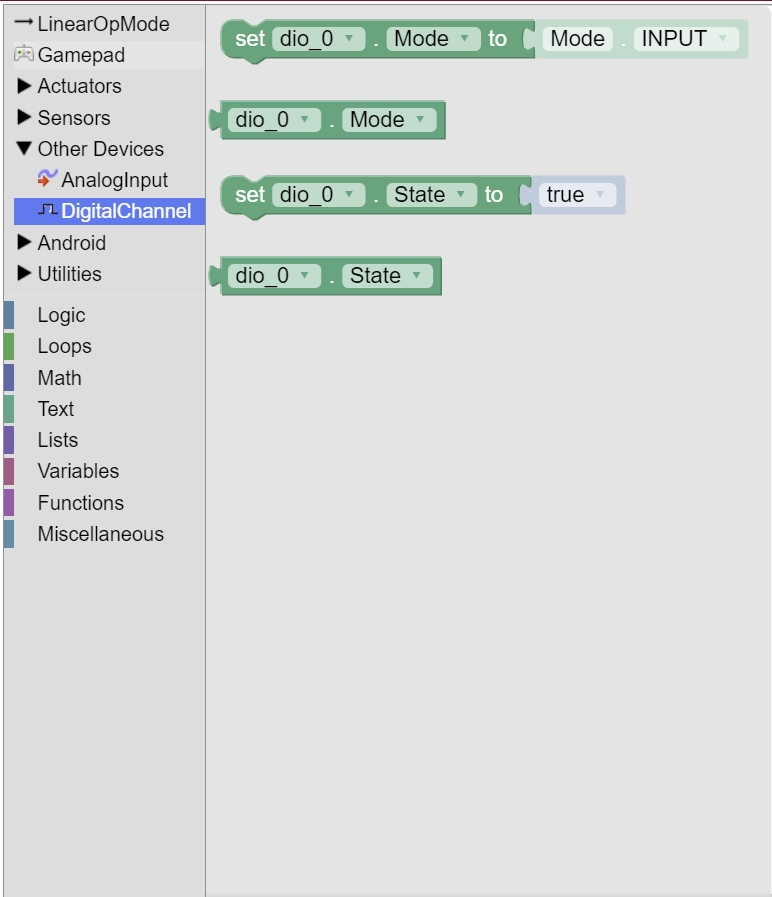 LinearOpMode
Gamepad
Actuators
Sensors
Other Devices
AnalogInput
DigitalChannel
Android
Utilities
Logic
Loops
Math
Text
Lists
Variables
Functions
Miscellaneous
set dio_0 . Mode to Mode . INPUT
dio_0 . Mode
set dio_0 . State to true
dio_0 . State